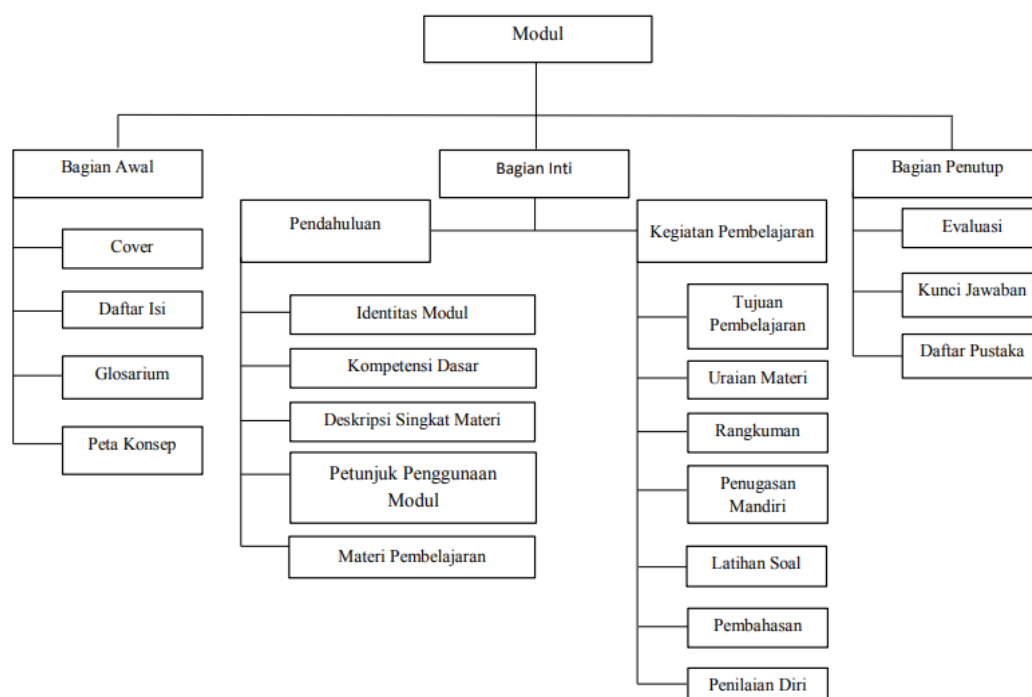 Modul
Bagian Awal
Cover
Daftar Isi
Glosarium
Peta Konsep
Bagian Inti
Pendahuluan
Identitas Modul
Kompetensi Dasar
Deskripsi Singkat Materi
Petunjuk Penggunaan
Modul
Materi Pembelajaran
Kegiatan Pembelajaran
Tujuan
Pembelajaran
Uraian Materi
Rangkuman
Penugasan
Mandiri
Latihan Soal
Pembahasan
Penilaian Diri
Bagian Penutup
Evaluasi
Kunci Jawaban
Daftar Pustaka